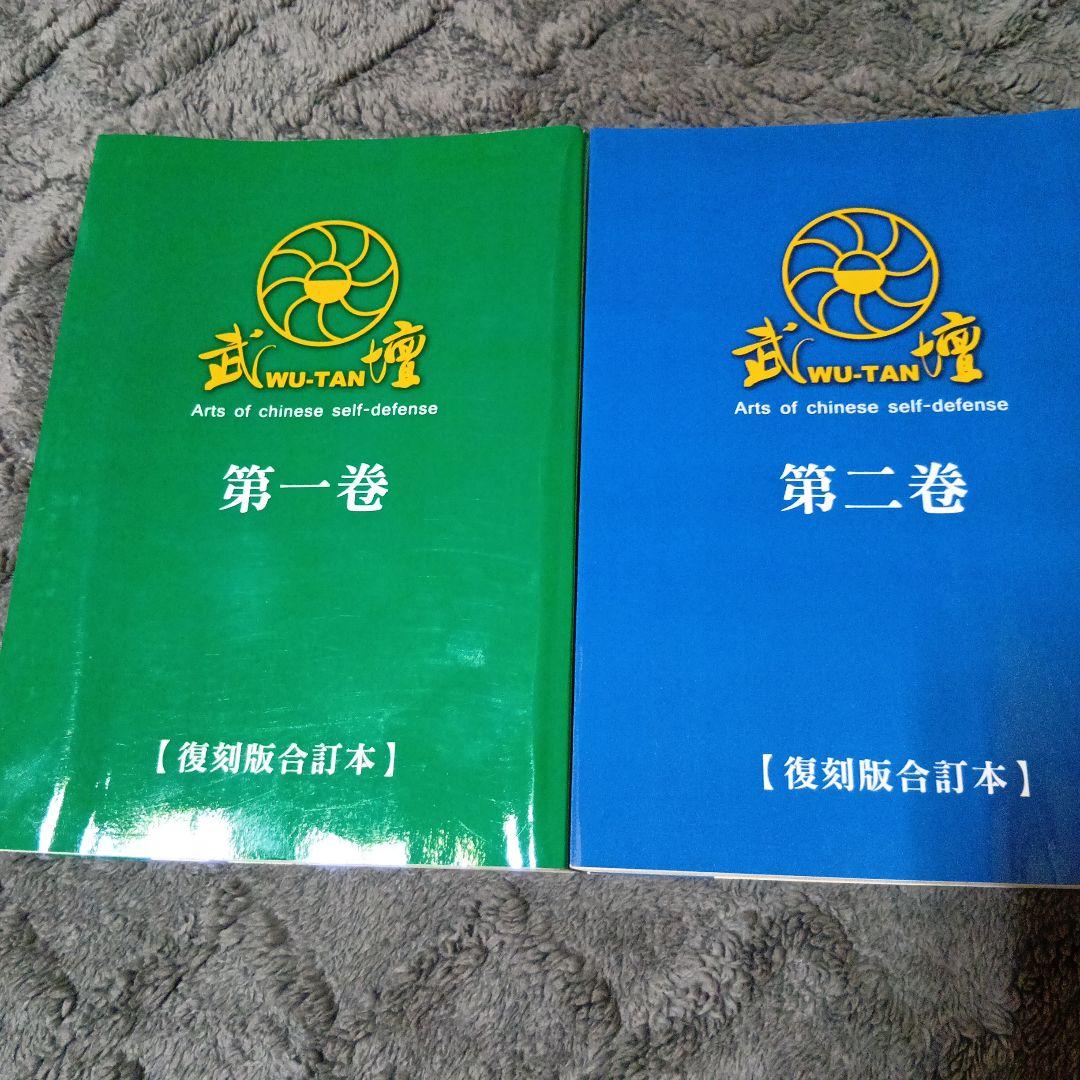 武WU-TAN壇
Arts of chinese self-defense
第一卷
【復刻版合訂本】
武WU-TAN壇
Arts of chinese self-defense
第二卷
【復刻版合訂本】